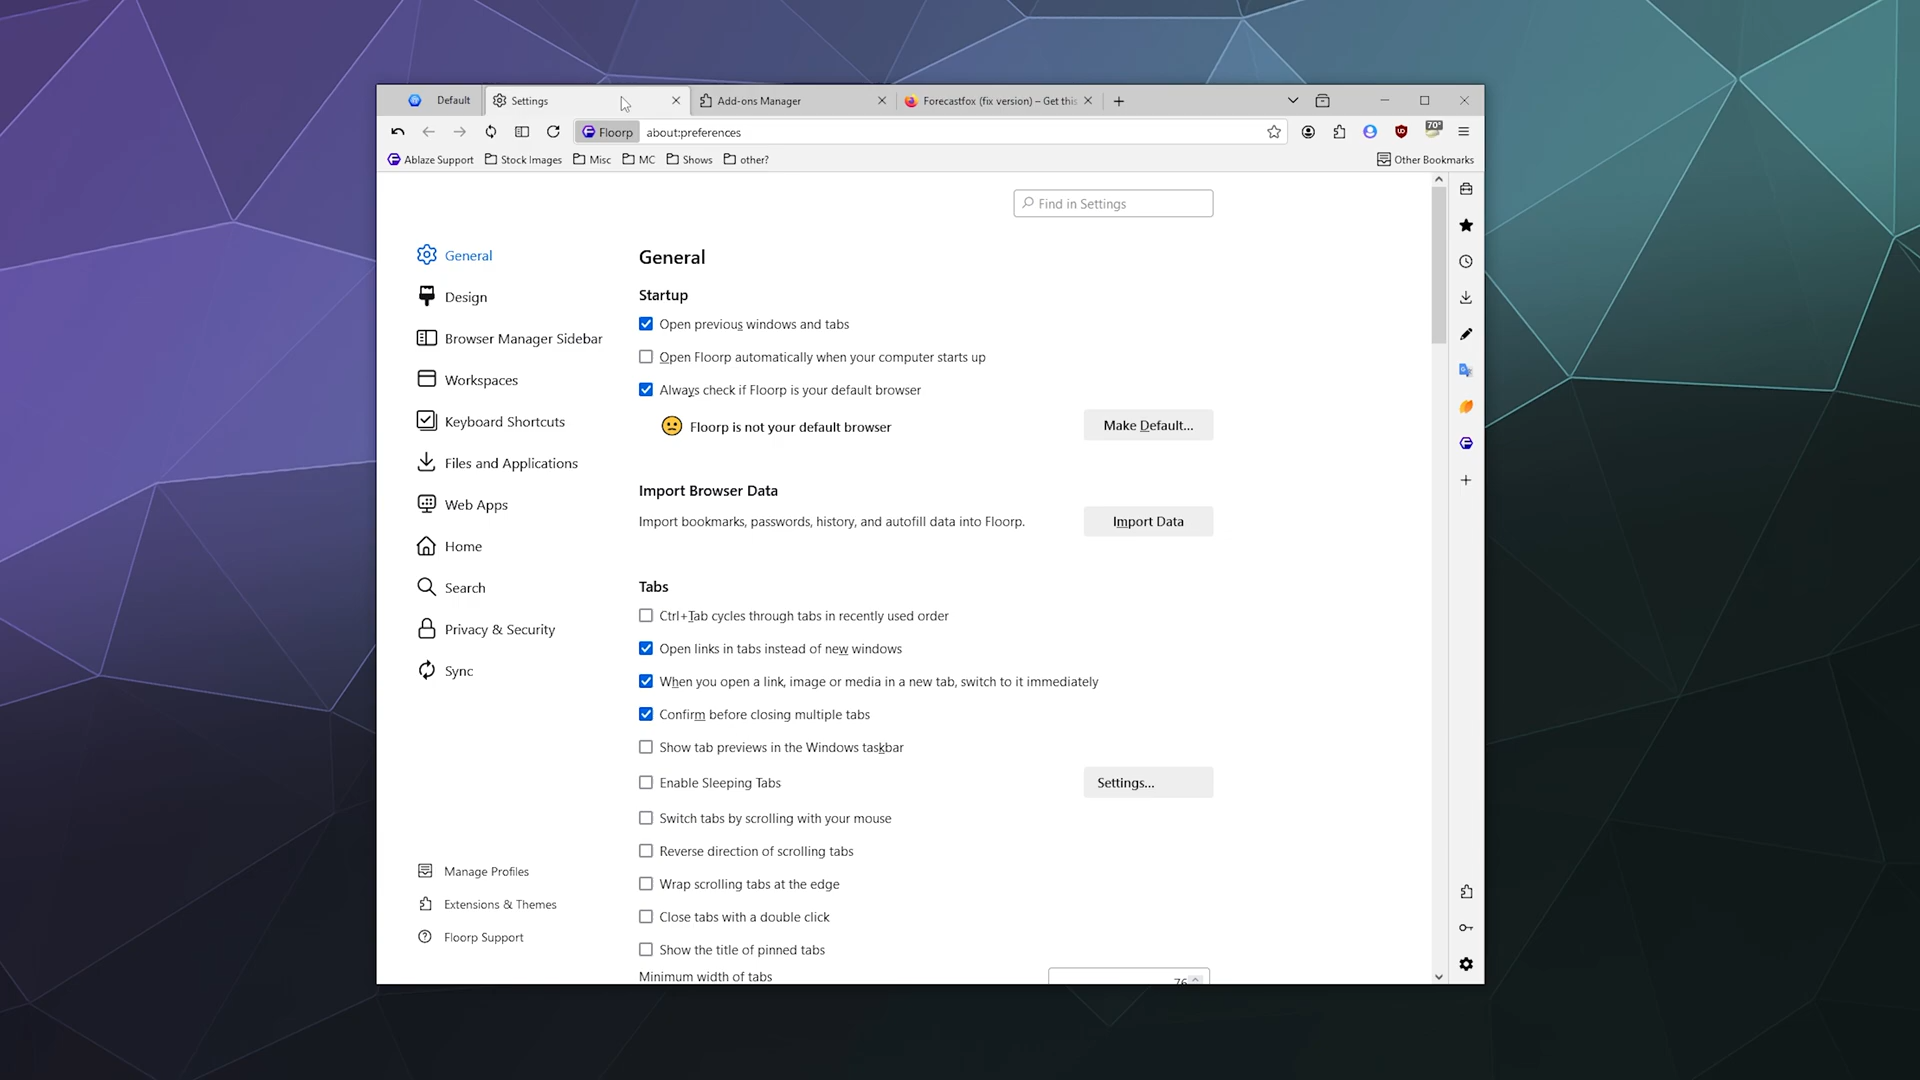 Default
Settings
Add-ons Manager
Forecastfox (fix version) – Get this
Floorp
about:preferences
70°
Ablaze Support
Stock Images
Misc
MC
Shows
other?
Other Bookmarks
Find in Settings
General
Design
Browser Manager Sidebar
Workspaces
Keyboard Shortcuts
Files and Applications
Web Apps
Home
Search
Privacy & Security
Sync
Manage Profiles
Extensions & Themes
Floorp Support
General
Startup
Open previous windows and tabs
Open Floorp automatically when your computer starts up
Always check if Floorp is your default browser
Floorp is not your default browser
Make Default...
Import Browser Data
Import bookmarks, passwords, history, and autofill data into Floorp.
Import Data
Tabs
Ctrl+Tab cycles through tabs in recently used order
Open links in tabs instead of new windows
When you open a link, image or media in a new tab, switch to it immediately
Confirm before closing multiple tabs
Show tab previews in the Windows taskbar
Enable Sleeping Tabs
Settings...
Switch tabs by scrolling with your mouse
Reverse direction of scrolling tabs
Wrap scrolling tabs at the edge
Close tabs with a double click
Show the title of pinned tabs
Minimum width of tabs
76